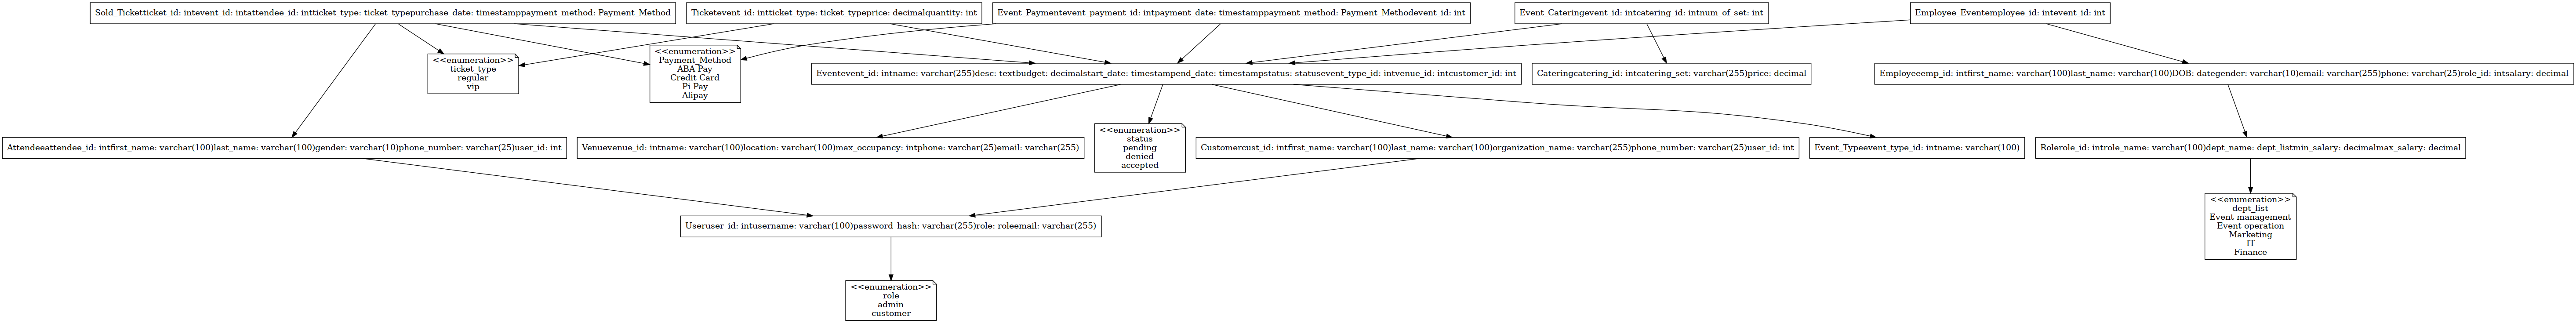 Sold_Ticketticket_id: intevent_id: intattendee_id: intticket_type: ticket_typepurchase_date: timestamppayment_method: Payment_Method
Ticketevent_id: intticket_type: ticket_typeprice: decimalquantity: int
Event_Paymentevent_payment_id: intpayment_date: timestamppayment_method: Payment_Methodevent_id: int
Event_Cateringevent_id: intcatering_id: intnum_of_set: int
Employee_Eventemployee_id: intevent_id: int
<<enumeration>>
ticket_type
regular
vip
<<enumeration>>
Payment_Method
ABA Pay
Credit Card
Pi Pay
Alipay
Eventevent_id: intname: varchar(255)desc: textbudget: decimalstart_date: timestampend_date: timestampstatus: statusevent_type_id: intvenue_id: intcustomer_id: int
Cateringcatering_id: intcatering_set: varchar(255)price: decimal
Employeeemp_id: intfirst_name: varchar(100)last_name: varchar(100)DOB: dategender: varchar(10)email: varchar(255)phone: varchar(25)role_id: intsalary: decimal
Attendeeattendee_id: intfirst_name: varchar(100)last_name: varchar(100)gender: varchar(10)phone_number: varchar(25)user_id: int
Venuevenue_id: intname: varchar(100)location: varchar(100)max_occupancy: intphone: varchar(25)email: varchar(255)
<<enumeration>>
status
pending
denied
accepted
Customercust_id: intfirst_name: varchar(100)last_name: varchar(100)organization_name: varchar(255)phone_number: varchar(25)user_id: int
Event_Typeevent_type_id: intname: varchar(100)
Rolerole_id: introle_name: varchar(100)dept_name: dept_listmin_salary: decimalmax_salary: decimal
Useruser_id: intusername: varchar(100)password_hash: varchar(255)role: roleemail: varchar(255)
<<enumeration>>
dept_list
Event management
Event operation
Marketing
IT
Finance
<<enumeration>>
role
admin
customer